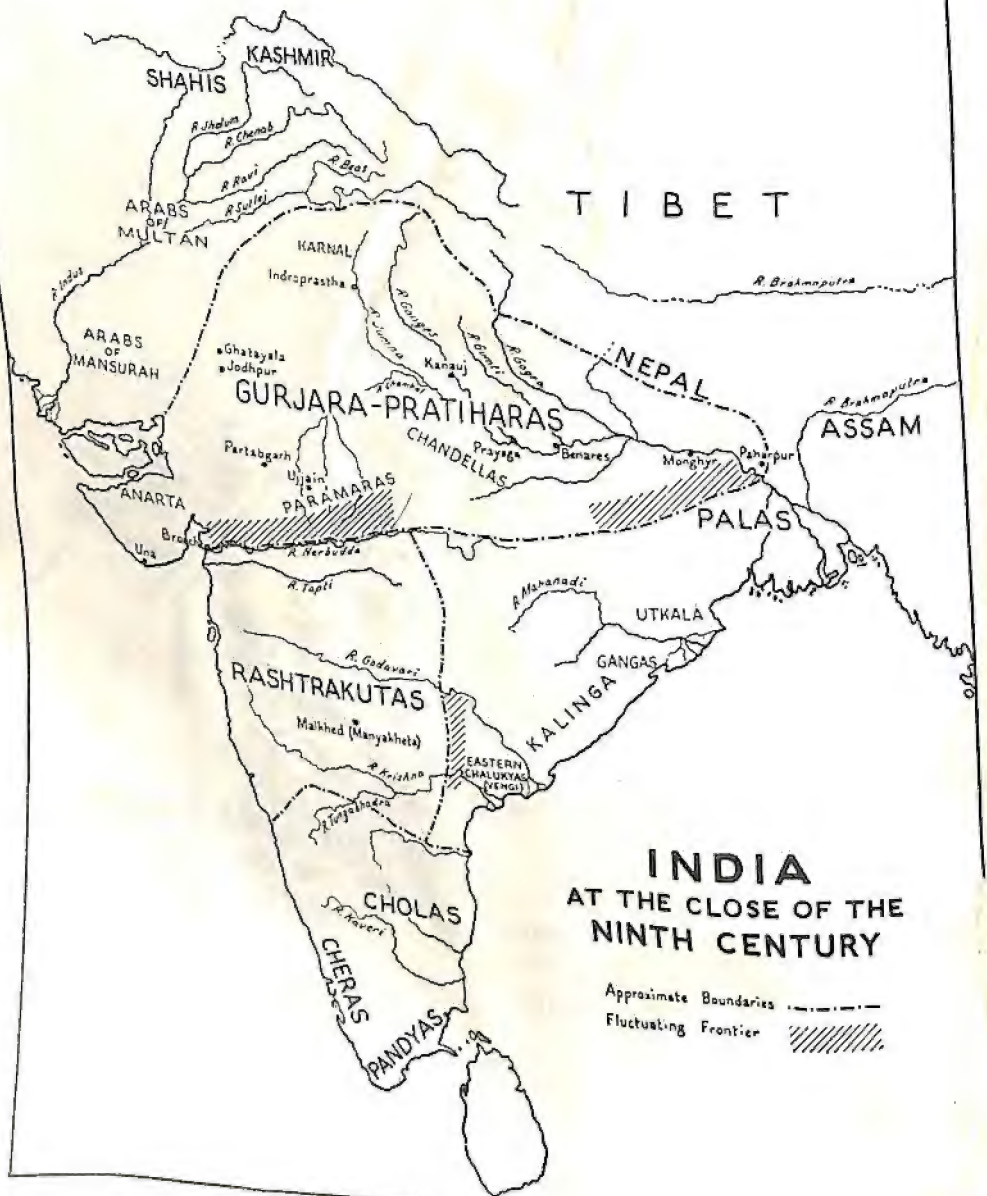 KASHMIR
SHAHIS
R. Jhelum
R. Chenab
R. Ravi
R. Beas
R. Sutlej
ARABS
OF
MULTAN
TIBET
KARNAL
Indraprastha
R. Indus
R. Brahmaputra
ARABS
OF
MANSURAH
Ghatayala
Jodhpur
R. Jumna
R. Ganges
R. Gumti
R. Gogra
Kanauj
NEPAL
R. Brahmaputra
ASSAM
GURJARA-PRATIHARAS
R. Chambal
CHANDELLAS
Prayaga
Benares
Monghyr
Paharpur
Partabgarh
Ujjain
PARAMARAS
ANARTA
Broach
Una
R. Nerbudda
PALAS
R. Tapti
R. Mahanadi
UTKALA
GANGAS
KALINGA
R. Godavari
RASHTRAKUTAS
Malkhed (Manyakheta)
R. Krishna
EASTERN
CHALUKYAS
(VENGI)
R. Tungabhadra
CHOLAS
R. Kaveri
CHERAS
PANDYAS
INDIA
AT THE CLOSE OF THE
NINTH CENTURY
Approximate Boundaries
Fluctuating Frontier